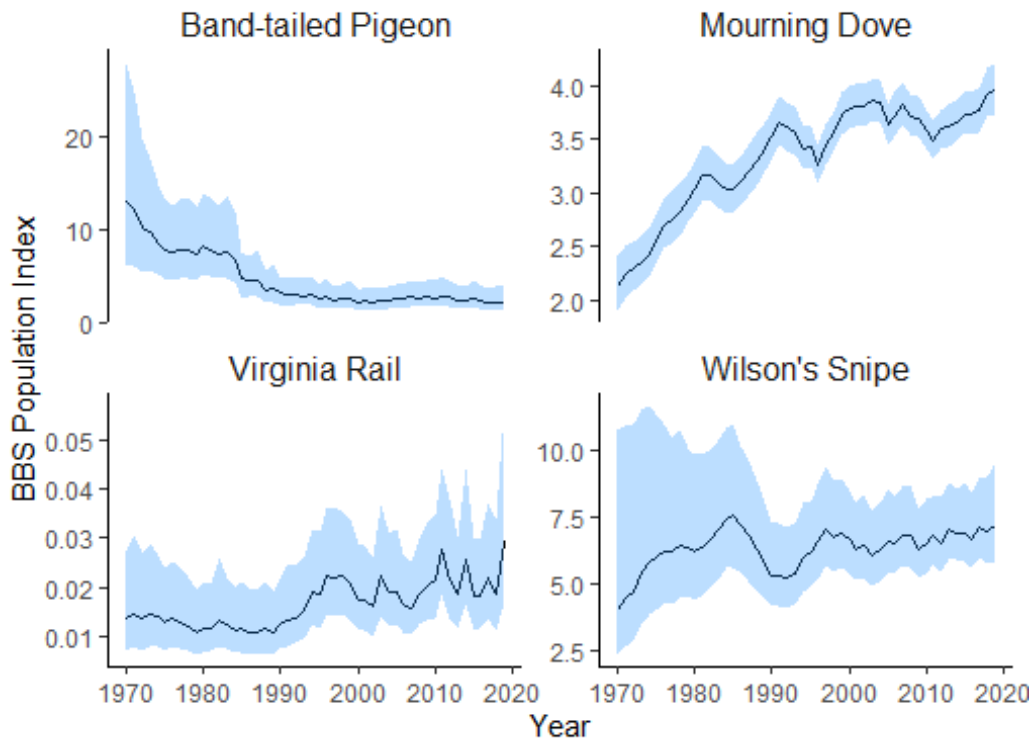 Band-tailed Pigeon
Mourning Dove
20
10
0
4.0
3.5
3.0
2.5
2.0
BBS Population Index
Virginia Rail
Wilson's Snipe
0.05
0.04
0.03
0.02
0.01
10.0
7.5
5.0
2.5
1970 1980 1990 2000 2010 2020
1970 1980 1990 2000 2010 2020
Year